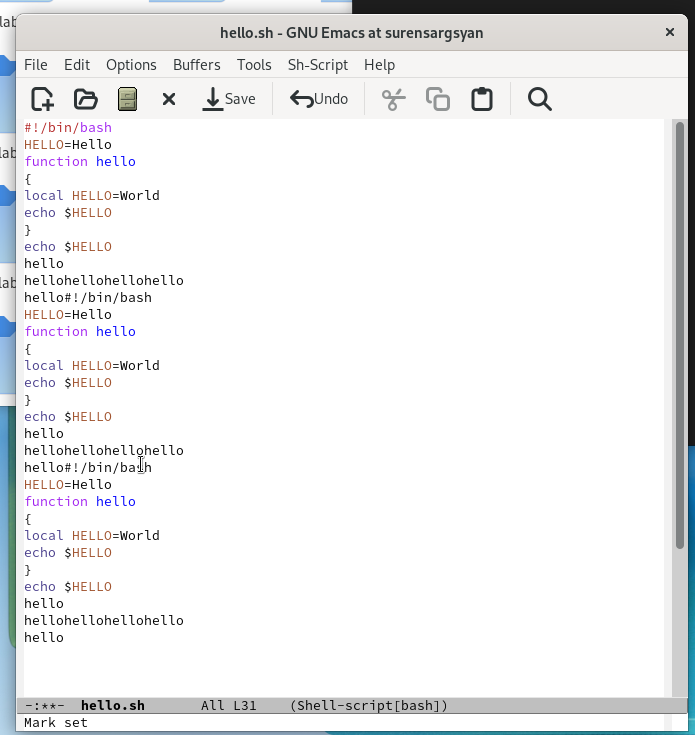 lab
hello.sh - GNU Emacs at surensargsyan
File Edit Options Buffers Tools Sh-Script Help
Save Undo
#!/bin/bash
HELLO=Hello
function hello
{
local HELLO=World
echo $HELLO
}
echo $HELLO
hello
hellohellohellohello
hello#!/bin/bash
HELLO=Hello
function hello
{
local HELLO=World
echo $HELLO
}
echo $HELLO
hello
hellohellohellohello
hello#!/bin/bash
HELLO=Hello
function hello
{
local HELLO=World
echo $HELLO
}
echo $HELLO
hello
hellohellohellohello
hello
lab
lab
-:**- hello.sh All L31 (Shell-script[bash])
Mark set